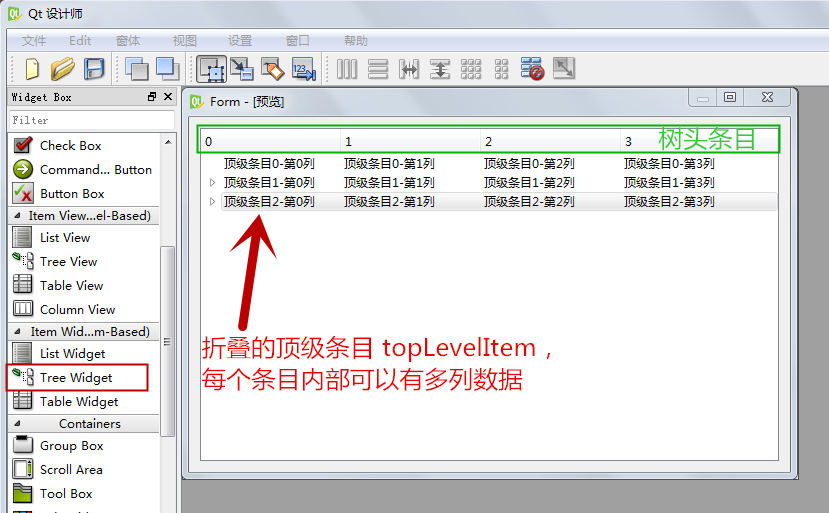 Qt 设计师
文件 Edit 窗体 视图 设置 窗口 帮助
123
Widget Box
Filter
Check Box
Command... Button
Button Box
Item View...el-Based)
List View
Tree View
Table View
Column View
Item Wid...m-Based)
List Widget
Tree Widget
Table Widget
Containers
Group Box
Scroll Area
Tool Box
Form - [预览]
0 1 2 3 树头条目
顶级条目0-第0列 顶级条目0-第1列 顶级条目0-第2列 顶级条目0-第3列
顶级条目1-第0列 顶级条目1-第1列 顶级条目1-第2列 顶级条目1-第3列
顶级条目2-第0列 顶级条目2-第1列 顶级条目2-第2列 顶级条目2-第3列
折叠的顶级条目 topLevelItem，
每个条目内部可以有多列数据